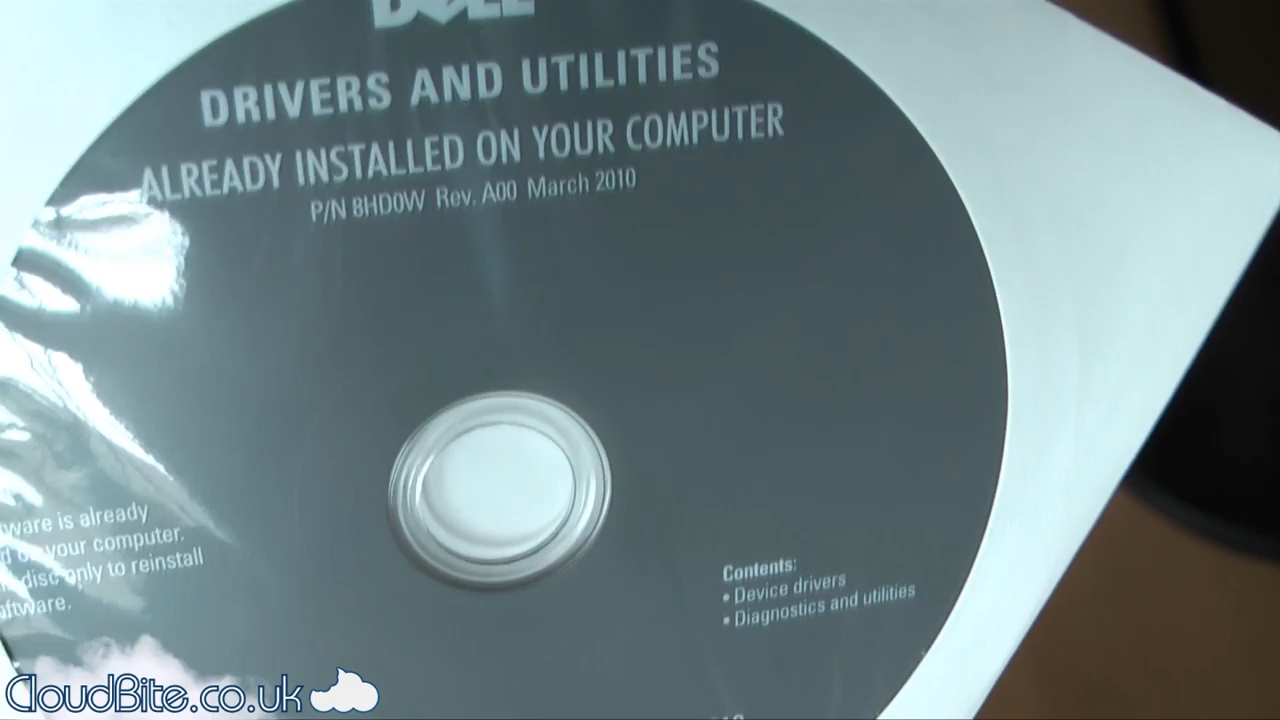 DELL
DRIVERS AND UTILITIES
ALREADY INSTALLED ON YOUR COMPUTER
P/N 8HD0W Rev. A00 March 2010
ware is already
your computer.
disc only to reinstall
ftware.
Contents:
• Device drivers
• Diagnostics and utilities
CloudBite.co.uk